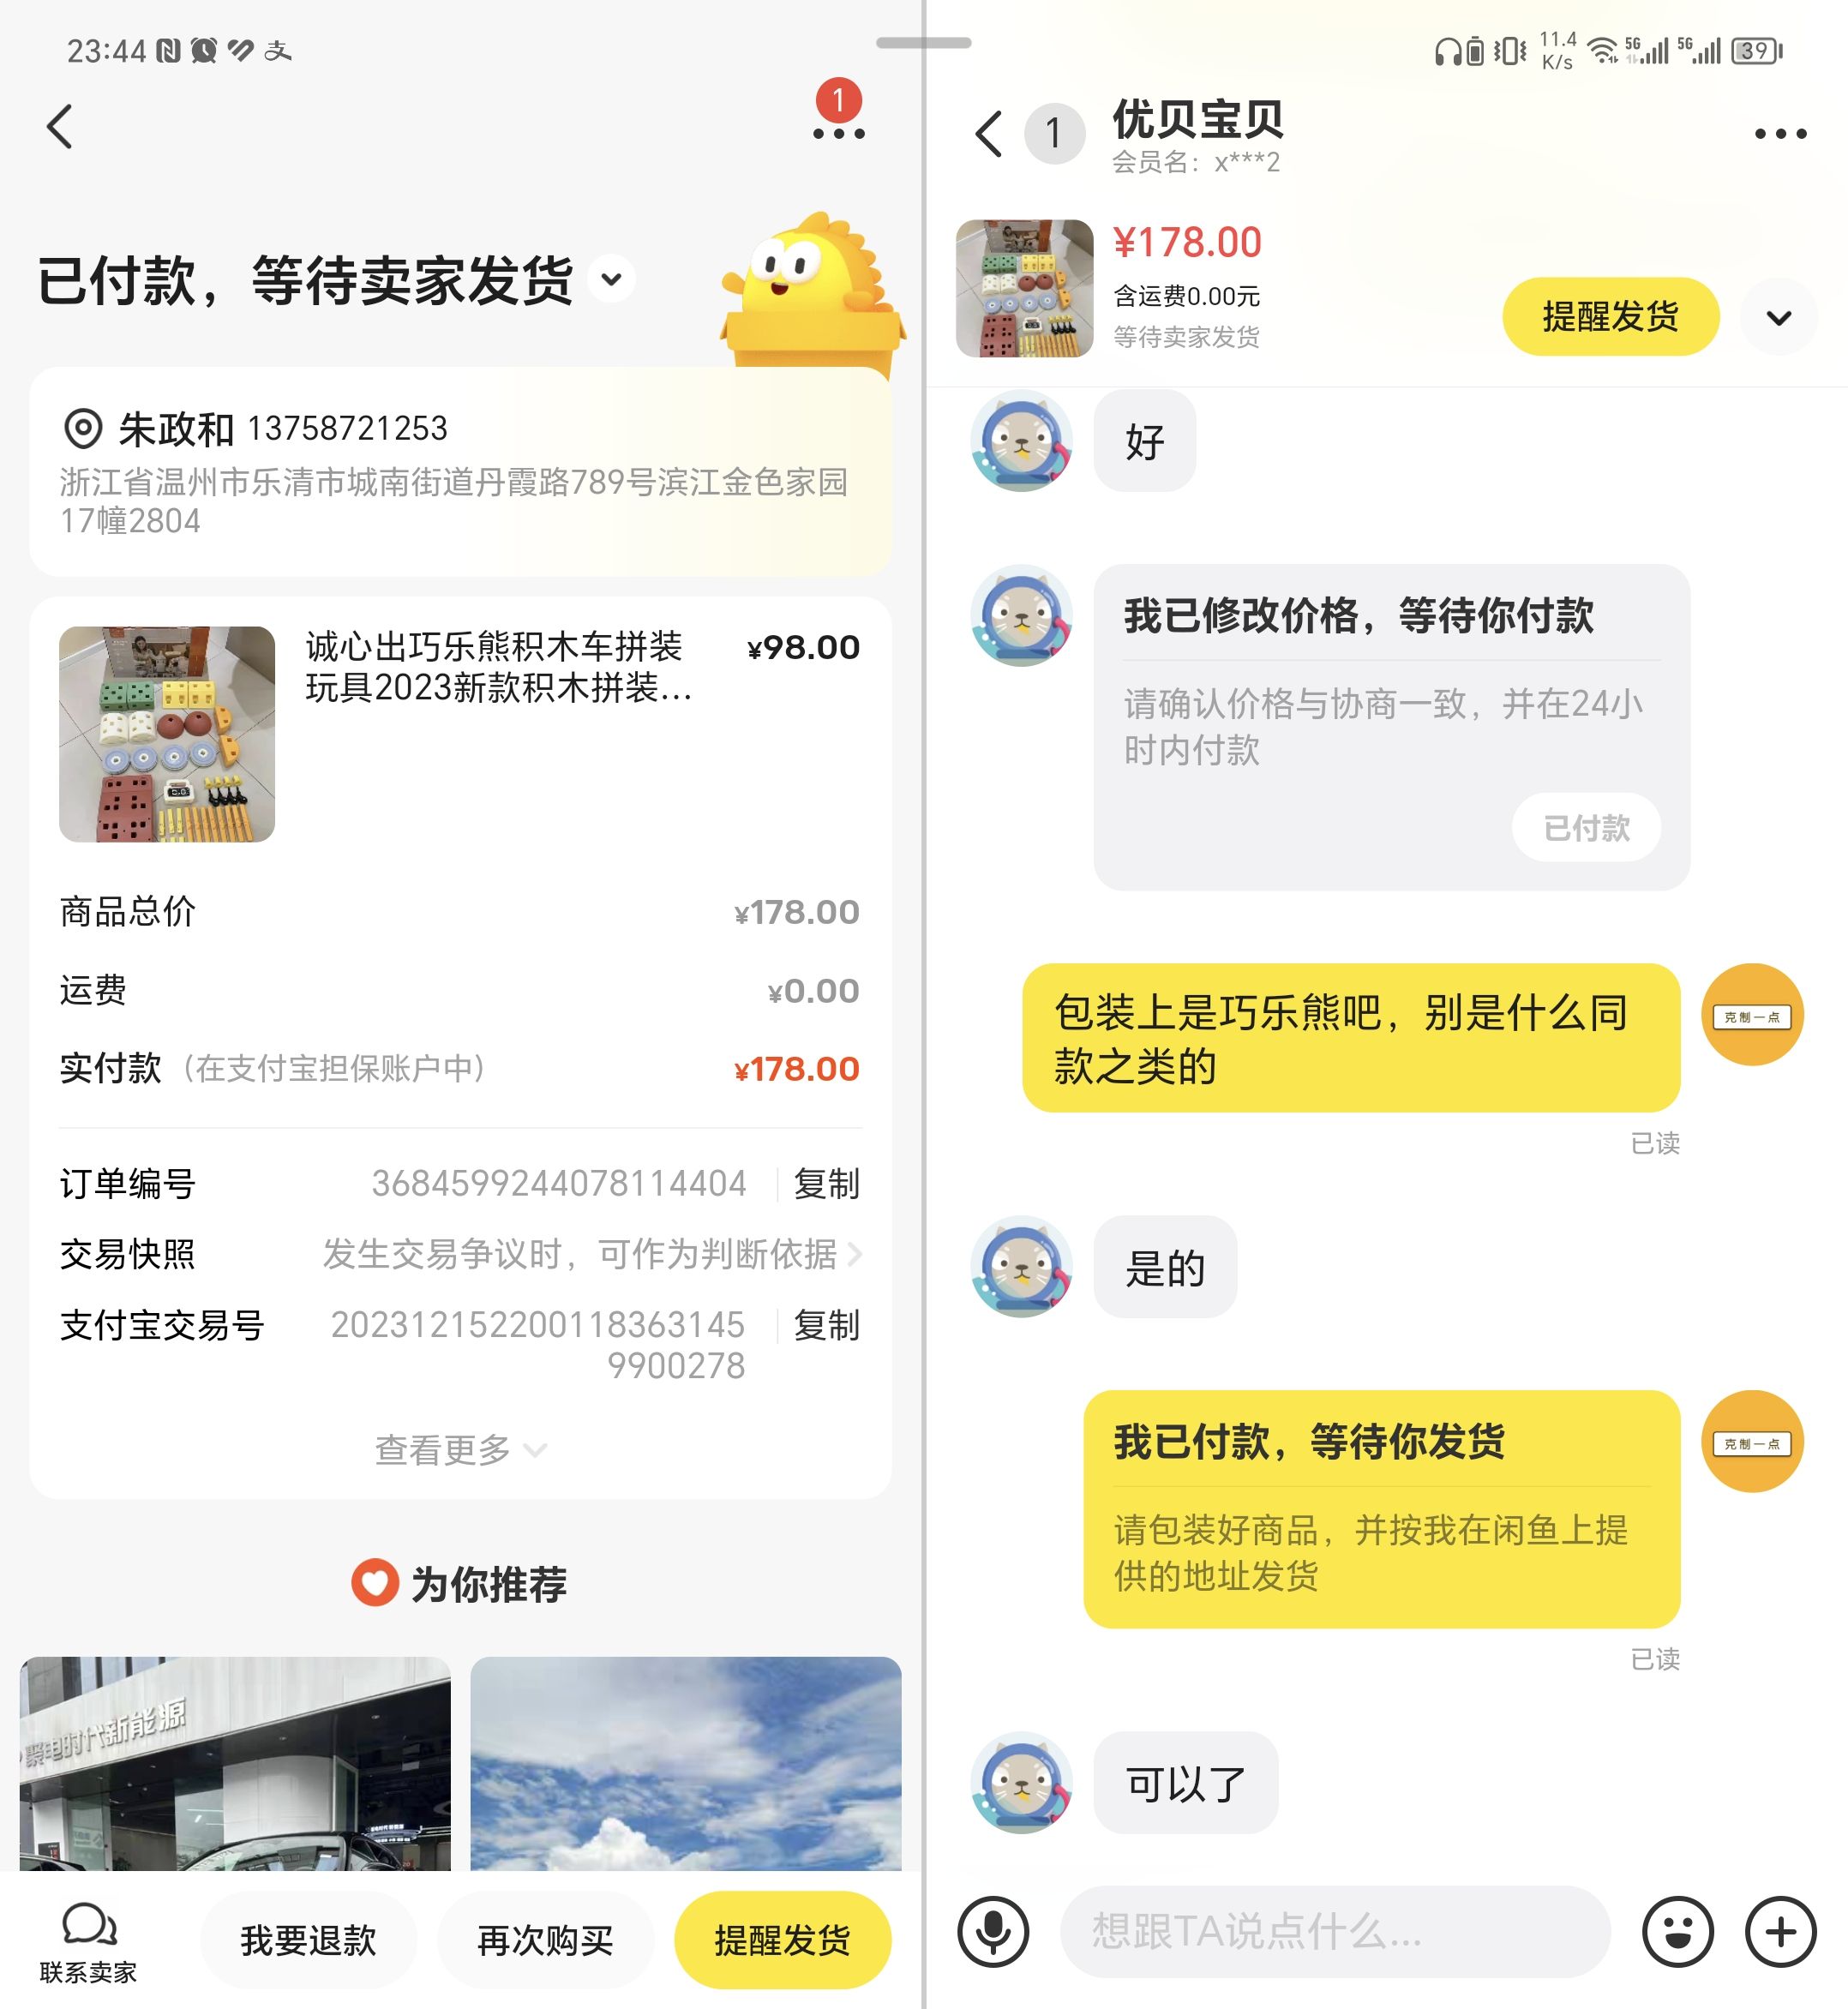 23:44
1
已付款，等待卖家发货
朱政和 13758721253
浙江省温州市乐清市城南街道丹霞路789号滨江金色家园
17幢2804
诚心出巧乐熊积木车拼装
玩具2023新款积木拼装...
¥98.00
商品总价 ¥178.00
运费 ¥0.00
实付款（在支付宝担保账户中） ¥178.00
订单编号 3684599244078114404 复制
交易快照 发生交易争议时，可作为判断依据
支付宝交易号 2023121522001183631459900278 复制
查看更多
为你推荐
聚电时代新能源
联系卖家
我要退款
再次购买
提醒发货
11.4
K/s
5G
5G
39
1
优贝宝贝
会员名：x***2
¥178.00
含运费0.00元
等待卖家发货
提醒发货
好
我已修改价格，等待你付款
请确认价格与协商一致，并在24小
时内付款
已付款
包装上是巧乐熊吧，别是什么同
款之类的
克制一点
已读
是的
我已付款，等待你发货
请包装好商品，并按我在闲鱼上提
供的地址发货
克制一点
已读
可以了
想跟TA说点什么...